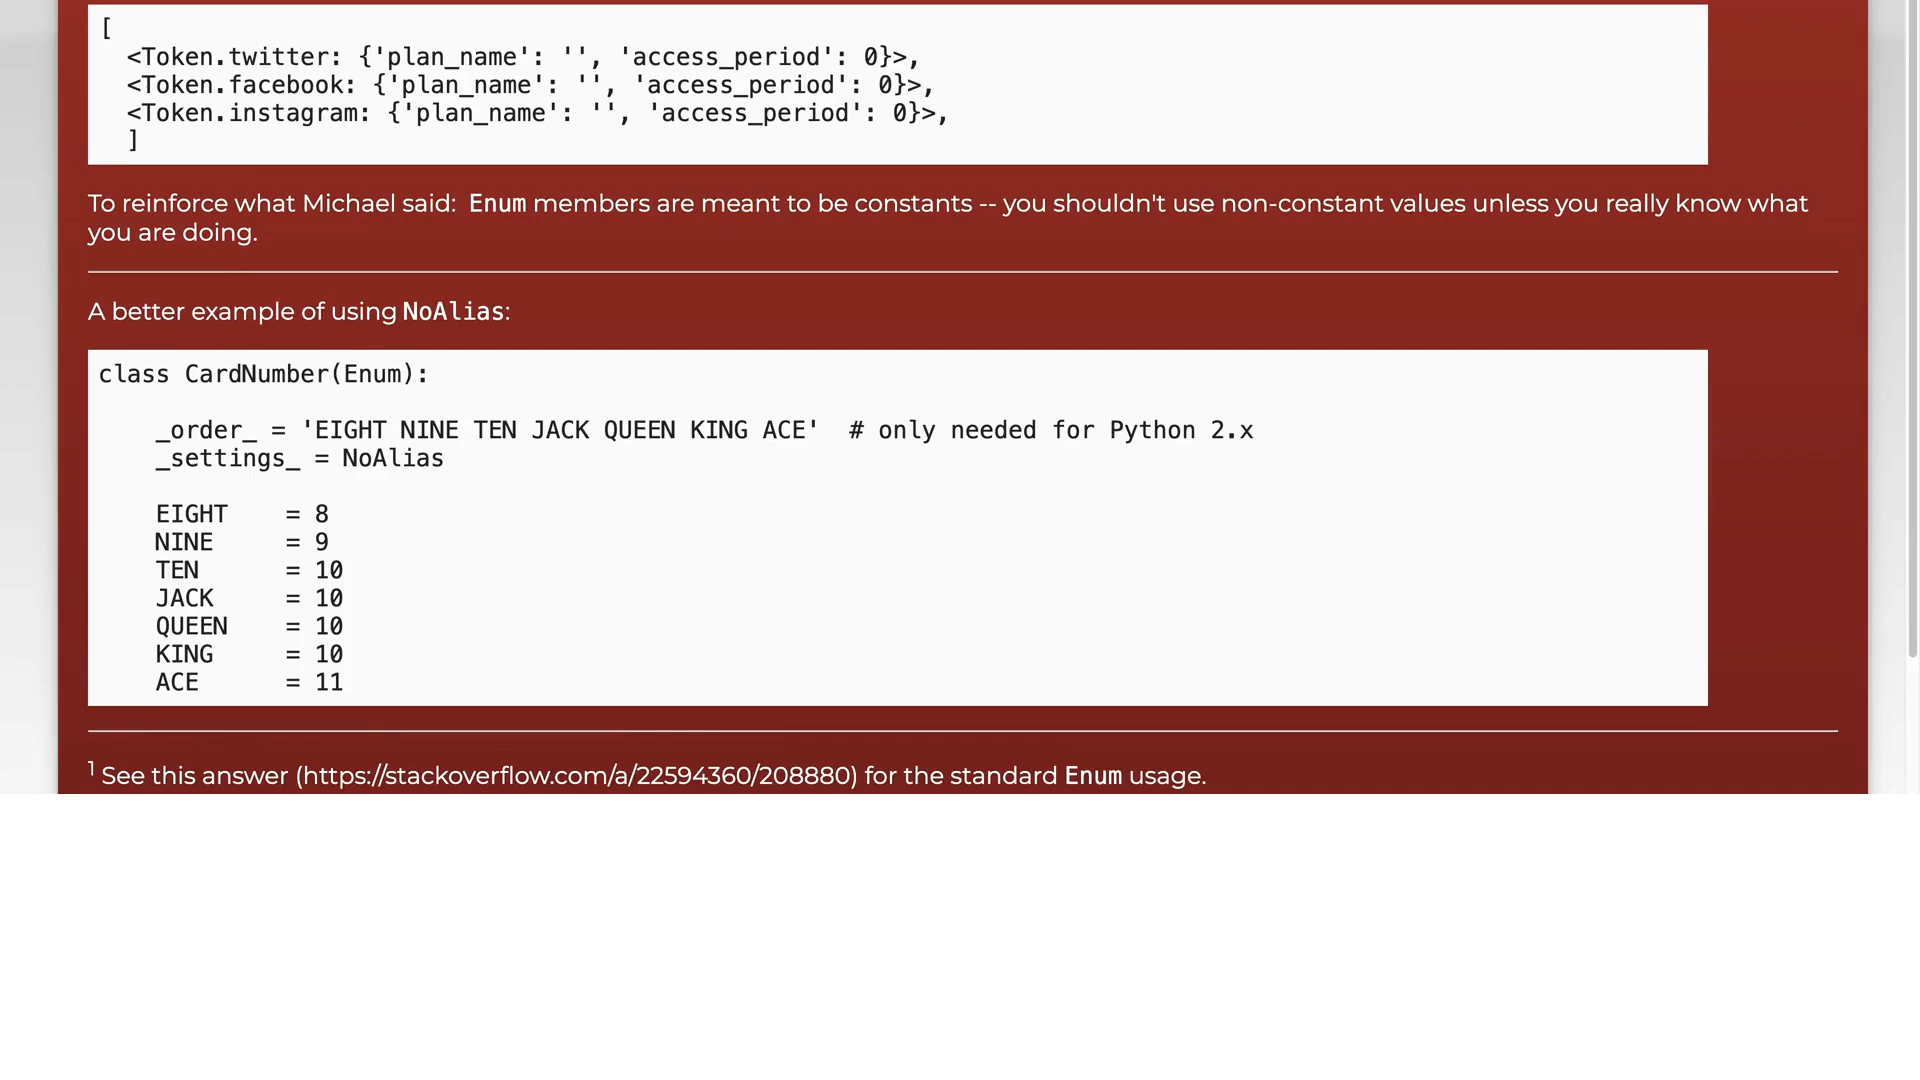 [
  <Token.twitter: {'plan_name': '', 'access_period': 0}>,
  <Token.facebook: {'plan_name': '', 'access_period': 0}>,
  <Token.instagram: {'plan_name': '', 'access_period': 0}>,
  ]
To reinforce what Michael said: Enum members are meant to be constants -- you shouldn't use non-constant values unless you really know what
you are doing.
A better example of using NoAlias:
class CardNumber(Enum):
    _order_ = 'EIGHT NINE TEN JACK QUEEN KING ACE'  # only needed for Python 2.x
    _settings_ = NoAlias
    EIGHT    = 8
    NINE     = 9
    TEN      = 10
    JACK     = 10
    QUEEN    = 10
    KING     = 10
    ACE      = 11
1 See this answer (https://stackoverflow.com/a/22594360/208880) for the standard Enum usage.